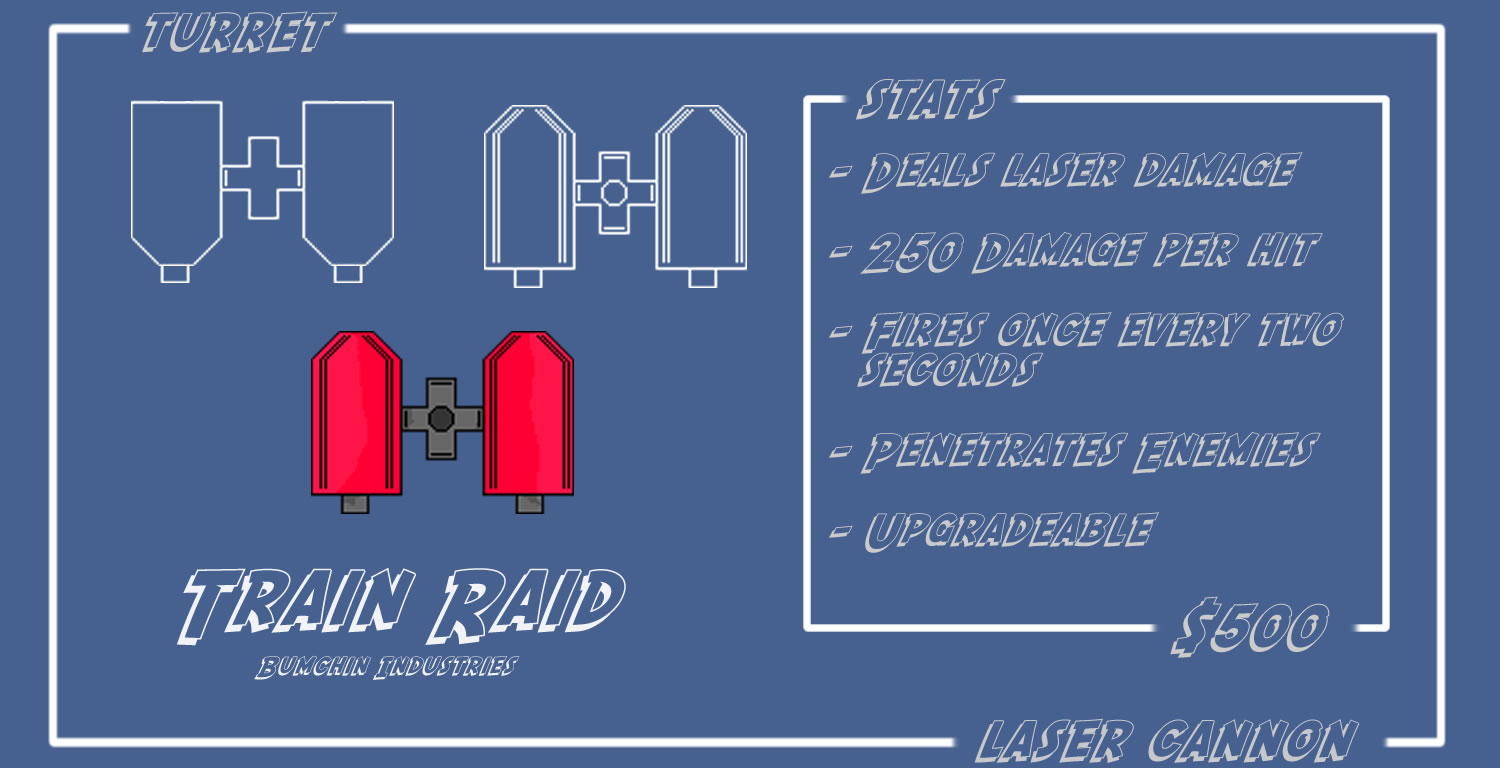 TURRET
STATS
- DEALS LASER DAMAGE
- 250 DAMAGE PER HIT
- FIRES ONCE EVERY TWO
SECONDS
- PENETRATES ENEMIES
- UPGRADEABLE
$500
TRAIN RAID
BUMCHIN INDUSTRIES
LASER CANNON